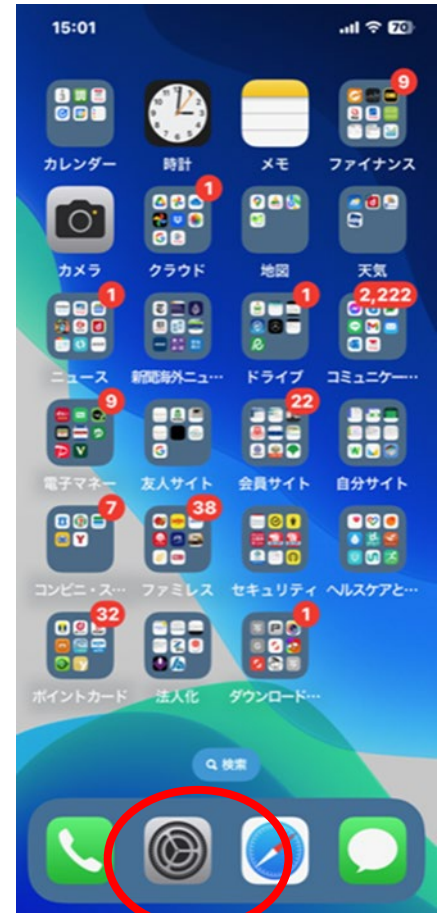 15:01 70
9
カレンダー 時計 メモ ファイナンス
1
カメラ クラウド 地図 天気
1 1 2,222
ニュース 新聞海外ニュ… ドライブ コミュニケー…
9 22
電子マネー 友人サイト 会員サイト 自分サイト
7 38
コンビニ・ス… ファミレス セキュリティ ヘルスケアと…
32 1
ポイントカード 法人化 ダウンロード…
検索